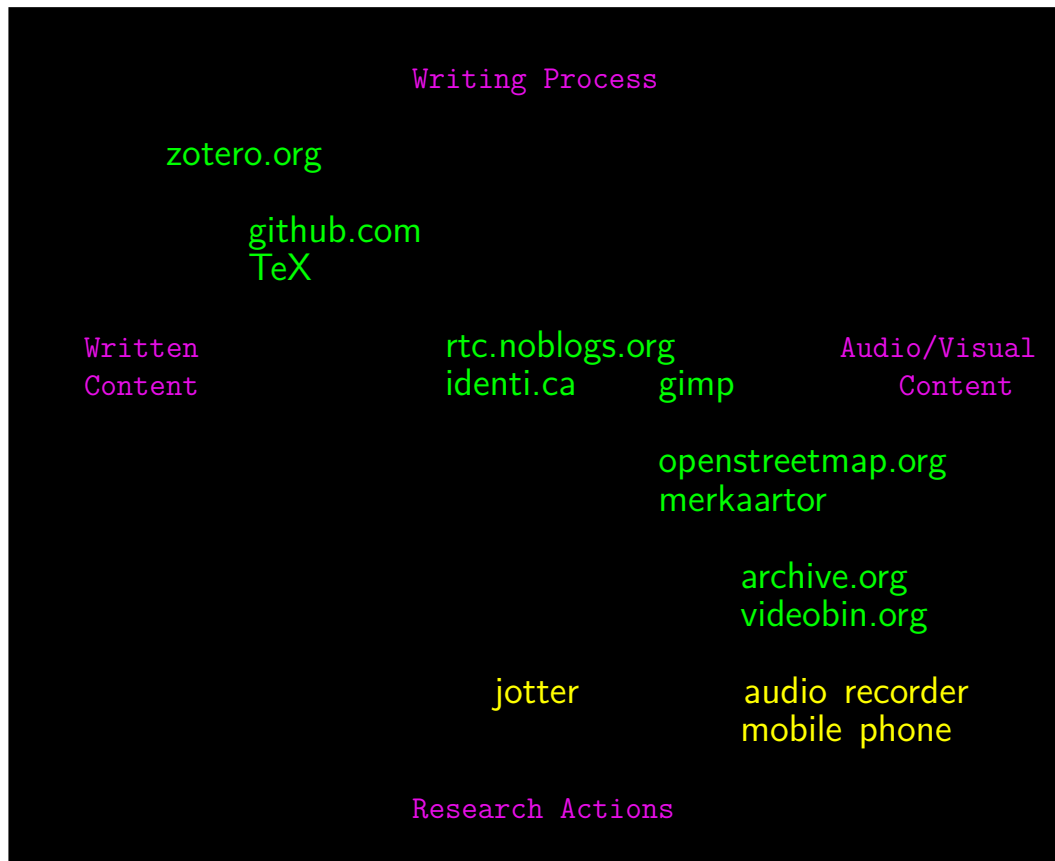 Writing Process
zotero.org
github.com
TeX
Written rtc.noblogs.org Audio/Visual
Content identi.ca gimp Content
openstreetmap.org
merkaartor
archive.org
videobin.org
jotter audio recorder
mobile phone
Research Actions